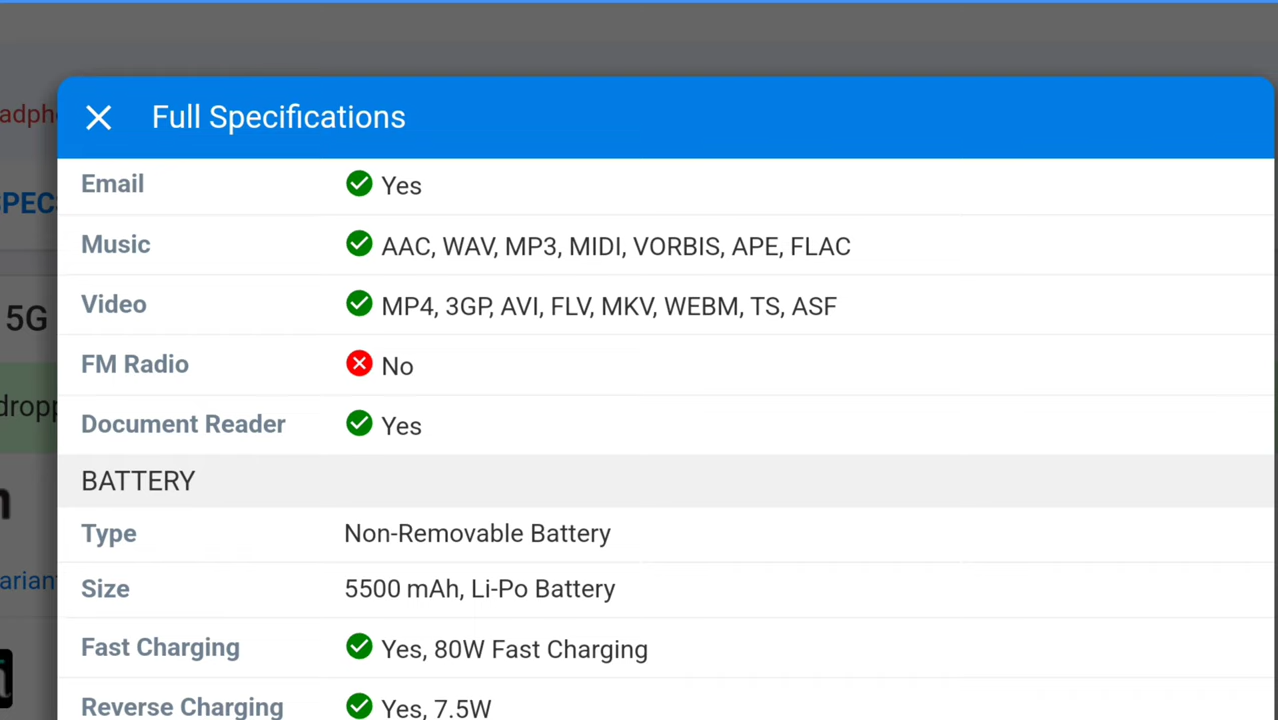 Full Specifications
Email Yes
Music AAC, WAV, MP3, MIDI, VORBIS, APE, FLAC
Video MP4, 3GP, AVI, FLV, MKV, WEBM, TS, ASF
FM Radio No
Document Reader Yes
BATTERY
Type Non-Removable Battery
Size 5500 mAh, Li-Po Battery
Fast Charging Yes, 80W Fast Charging
Reverse Charging Yes, 7.5W
5G